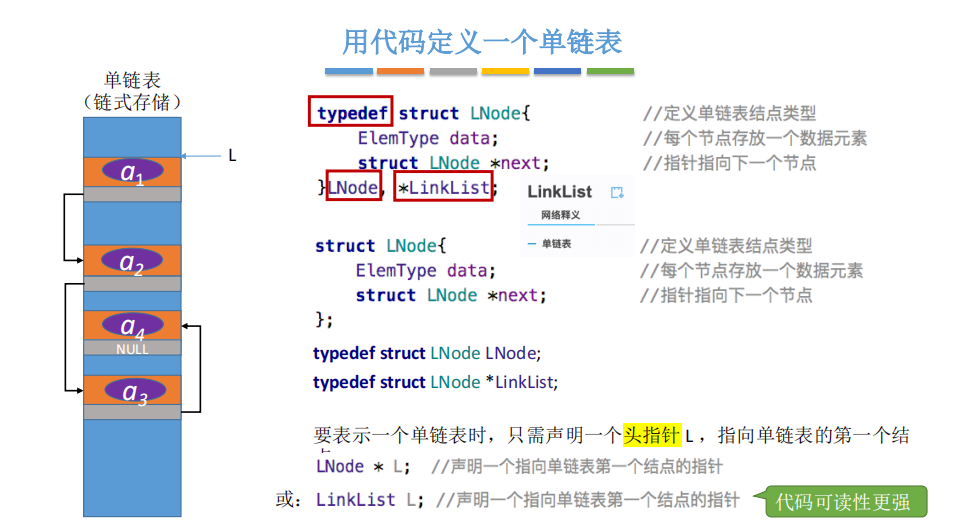 用代码定义一个单链表
单链表
（链式存储）
L
a1
a2
a4
NULL
a3
typedef struct LNode{ //定义单链表结点类型
ElemType data; //每个节点存放一个数据元素
struct LNode *next; //指针指向下一个节点
}LNode, *LinkList;
LinkList
网络释义
单链表
struct LNode{ //定义单链表结点类型
ElemType data; //每个节点存放一个数据元素
struct LNode *next; //指针指向下一个节点
};
typedef struct LNode LNode;
typedef struct LNode *LinkList;
要表示一个单链表时，只需声明一个头指针 L ，指向单链表的第一个结
LNode * L; //声明一个指向单链表第一个结点的指针
或： LinkList L; //声明一个指向单链表第一个结点的指针
代码可读性更强